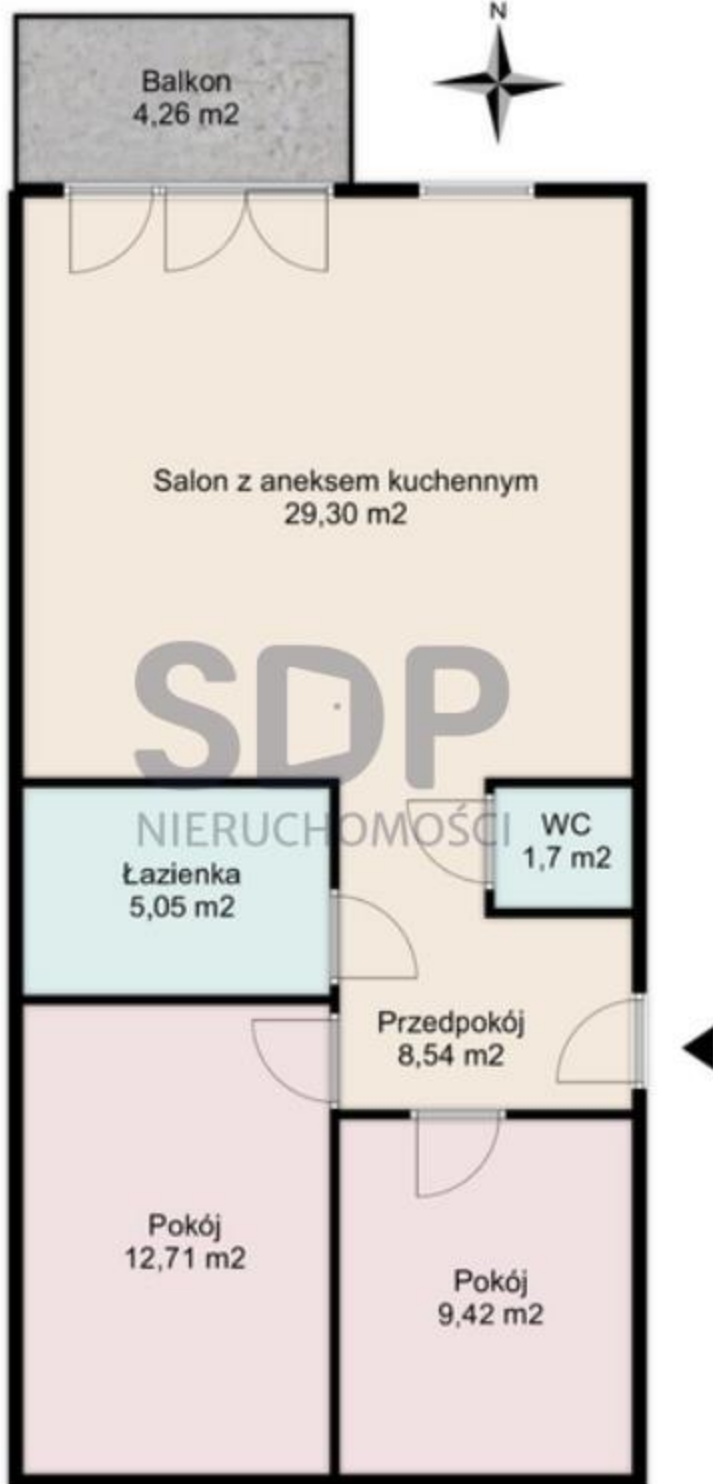 N
Balkon
4,26 m2
Salon z aneksem kuchennym
29,30 m2
SDP
NIERUCHOMOŚCI
WC
1,7 m2
Łazienka
5,05 m2
Przedpokój
8,54 m2
Pokój
12,71 m2
Pokój
9,42 m2